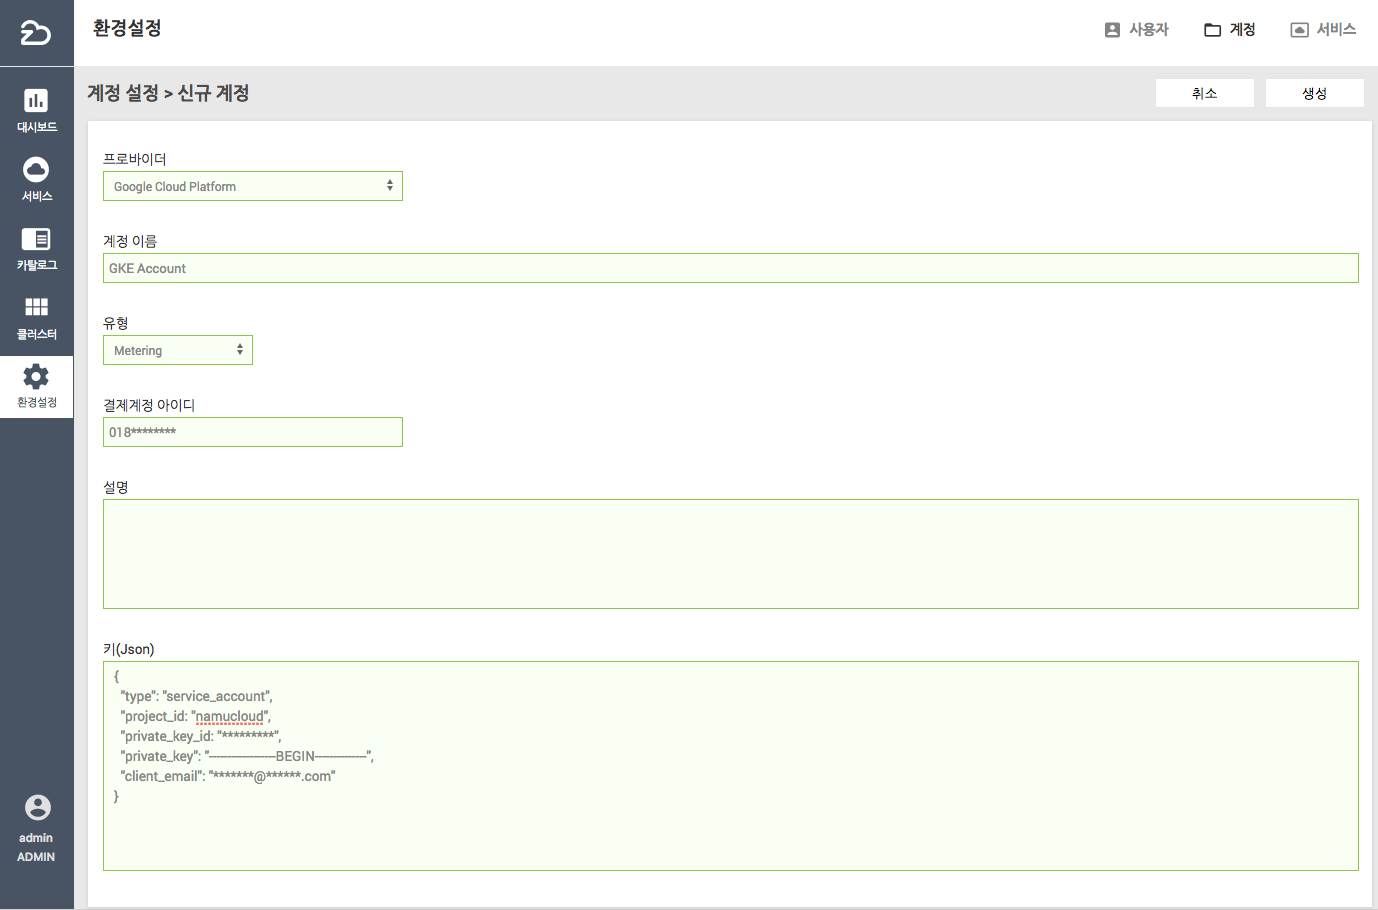 환경설정
사용자
계정
서비스
대시보드
서비스
카탈로그
클러스터
환경설정
admin
ADMIN
계정 설정 > 신규 계정
취소
생성
프로바이더
Google Cloud Platform
계정 이름
GKE Account
유형
Metering
결제계정 아이디
018********
설명
키(Json)
{
"type": "service_account",
"project_id: "namucloud",
"private_key_id: "*********",
"private_key": "------------------BEGIN--------------",
"client_email": "*******@******.com"
}